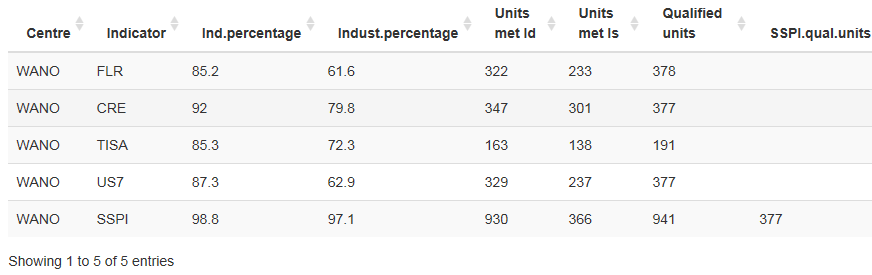 Centre Indicator Ind.percentage Indust.percentage Units met Id Units met Is Qualified units SSPI.qual.units
WANO FLR 85.2 61.6 322 233 378
WANO CRE 92 79.8 347 301 377
WANO TISA 85.3 72.3 163 138 191
WANO US7 87.3 62.9 329 237 377
WANO SSPI 98.8 97.1 930 366 941 377
Showing 1 to 5 of 5 entries